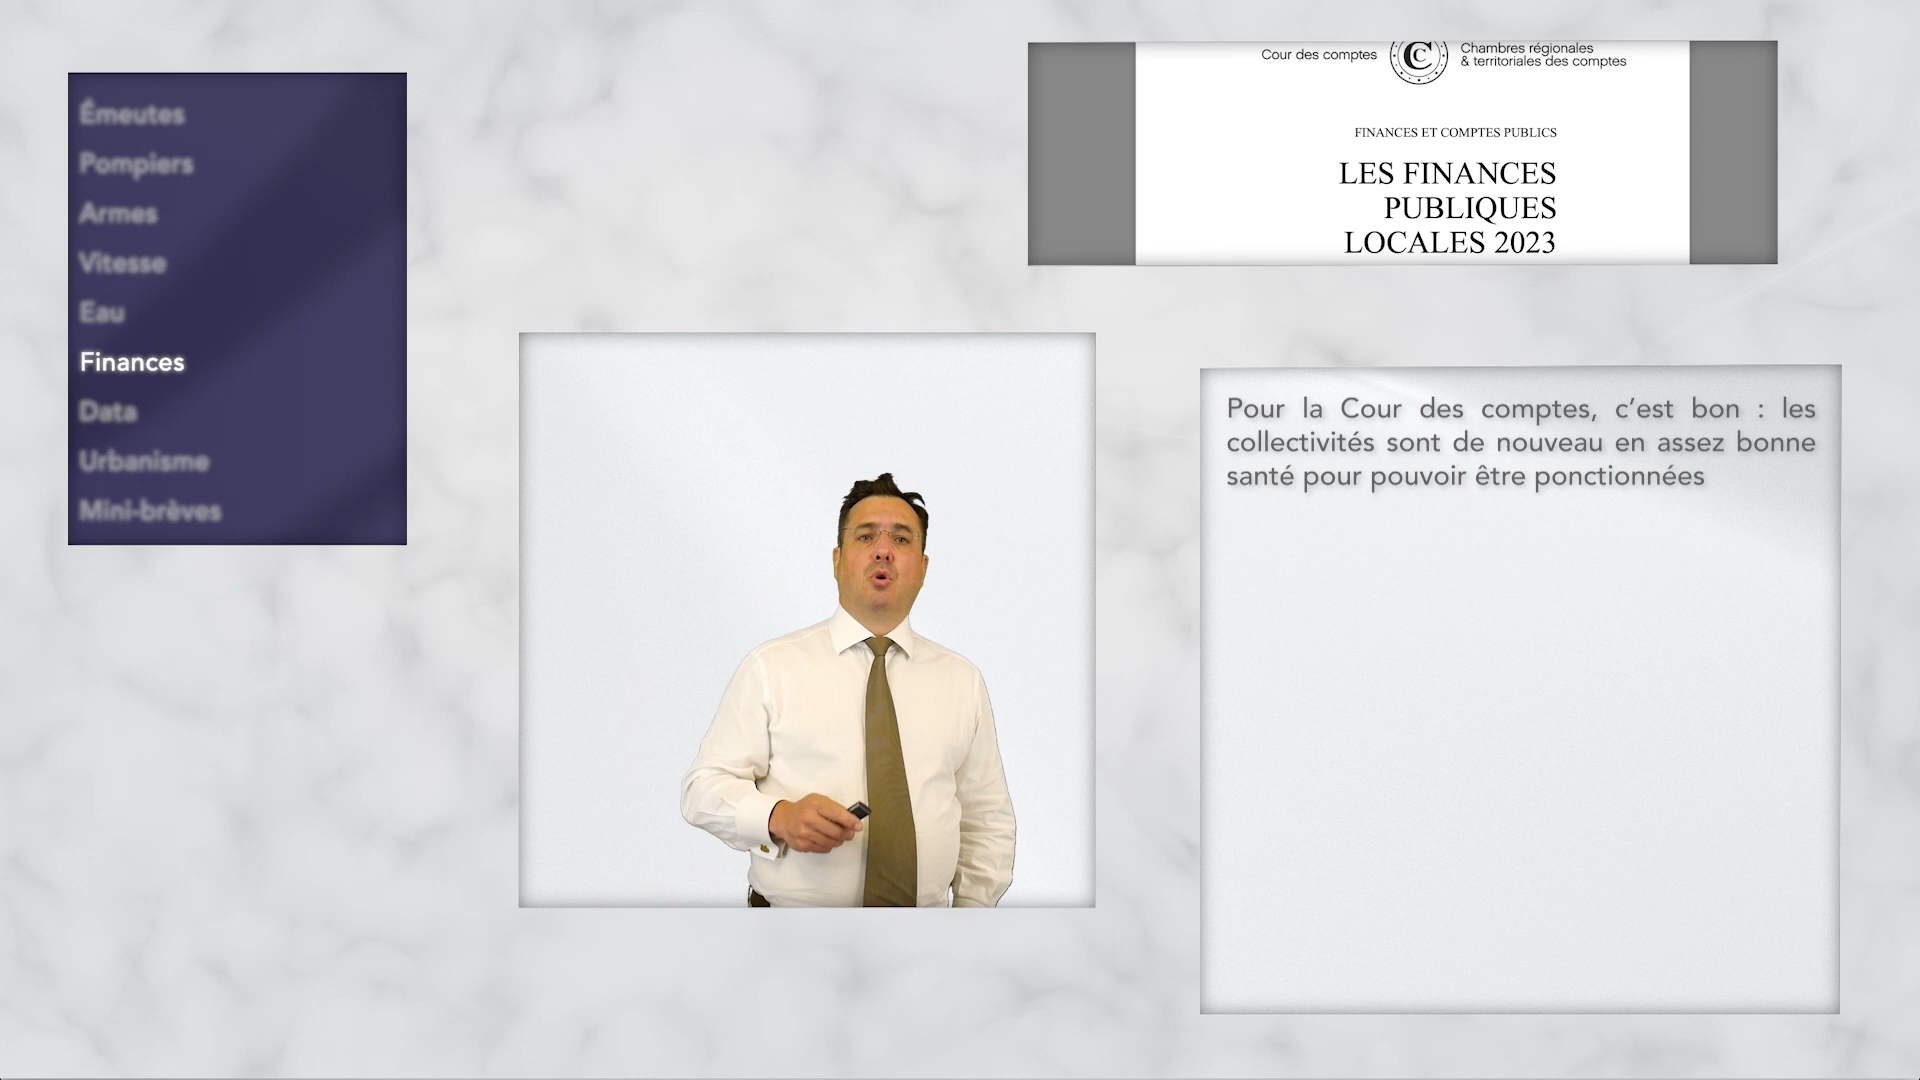 Émeutes
Pompiers
Armes
Vitesse
Eau
Finances
Data
Urbanisme
Mini-brèves
Cour des comptes
Chambres régionales
& territoriales des comptes
FINANCES ET COMPTES PUBLICS
LES FINANCES
PUBLIQUES
LOCALES 2023
Pour la Cour des comptes, c’est bon : les
collectivités sont de nouveau en assez bonne
santé pour pouvoir être ponctionnées